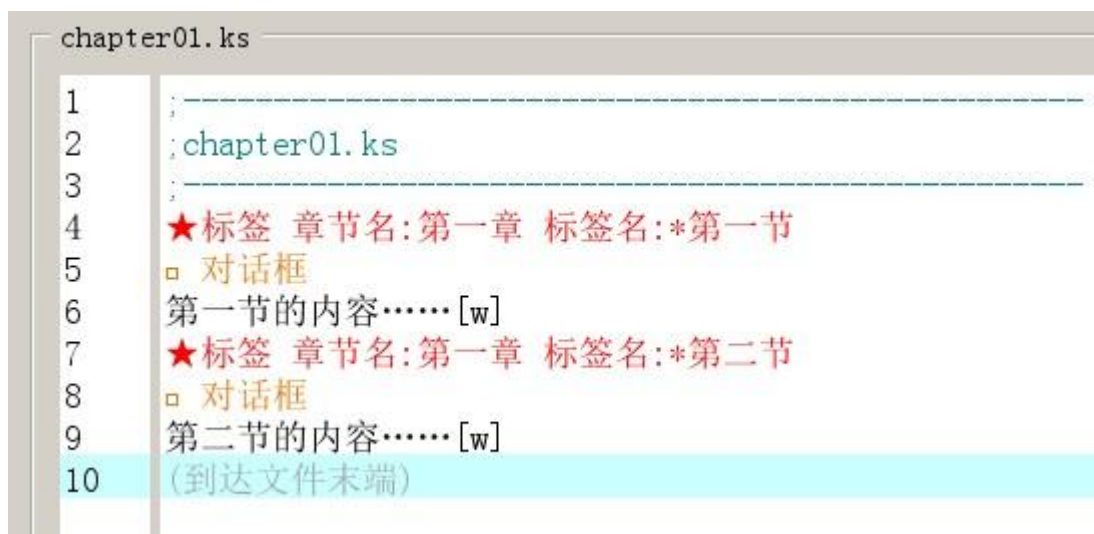 chapter01.ks
1 ;--------------------------------------------------
2 ;chapter01.ks
3 ;--------------------------------------------------
4 ★标签 章节名:第一章 标签名:*第一节
5 □ 对话框
6 第一节的内容……[w]
7 ★标签 章节名:第一章 标签名:*第二节
8 □ 对话框
9 第二节的内容……[w]
10 (到达文件末端)